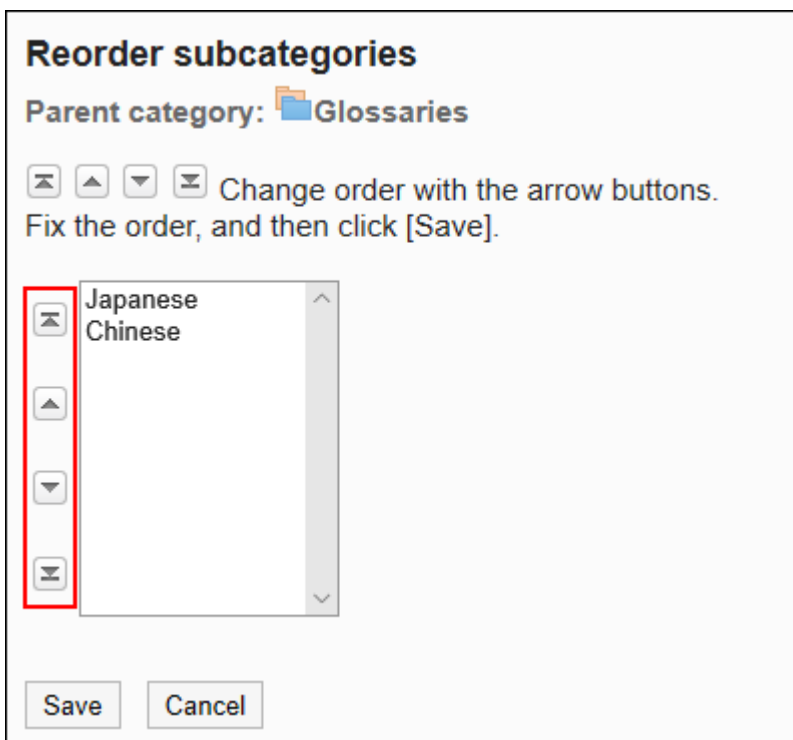 Reorder subcategories
Parent category: Glossaries
Change order with the arrow buttons.
Fix the order, and then click [Save].
Japanese
Chinese
Save Cancel